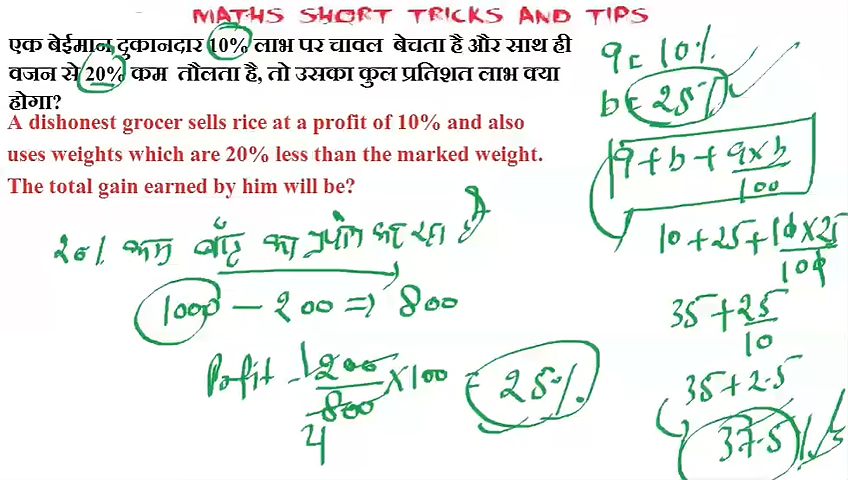 MATHS SHORT TRICKS AND TIPS
एक बेईमान दुकानदार 10% लाभ पर चावल बेचता है और साथ ही
वजन से 20% कम तौलता है, तो उसका कुल प्रतिशत लाभ क्या
होगा?
A dishonest grocer sells rice at a profit of 10% and also
uses weights which are 20% less than the marked weight.
The total gain earned by him will be?
20% कम बाँट का प्रयोग कर रहा है
1000 - 200 => 800
Profit - 200/800 × 100 = 25%.
4
a = 10%
b = 25%
a + b + a×b/100
10 + 25 + 10×25/100
35 + 25/10
35 + 2.5
37.5%